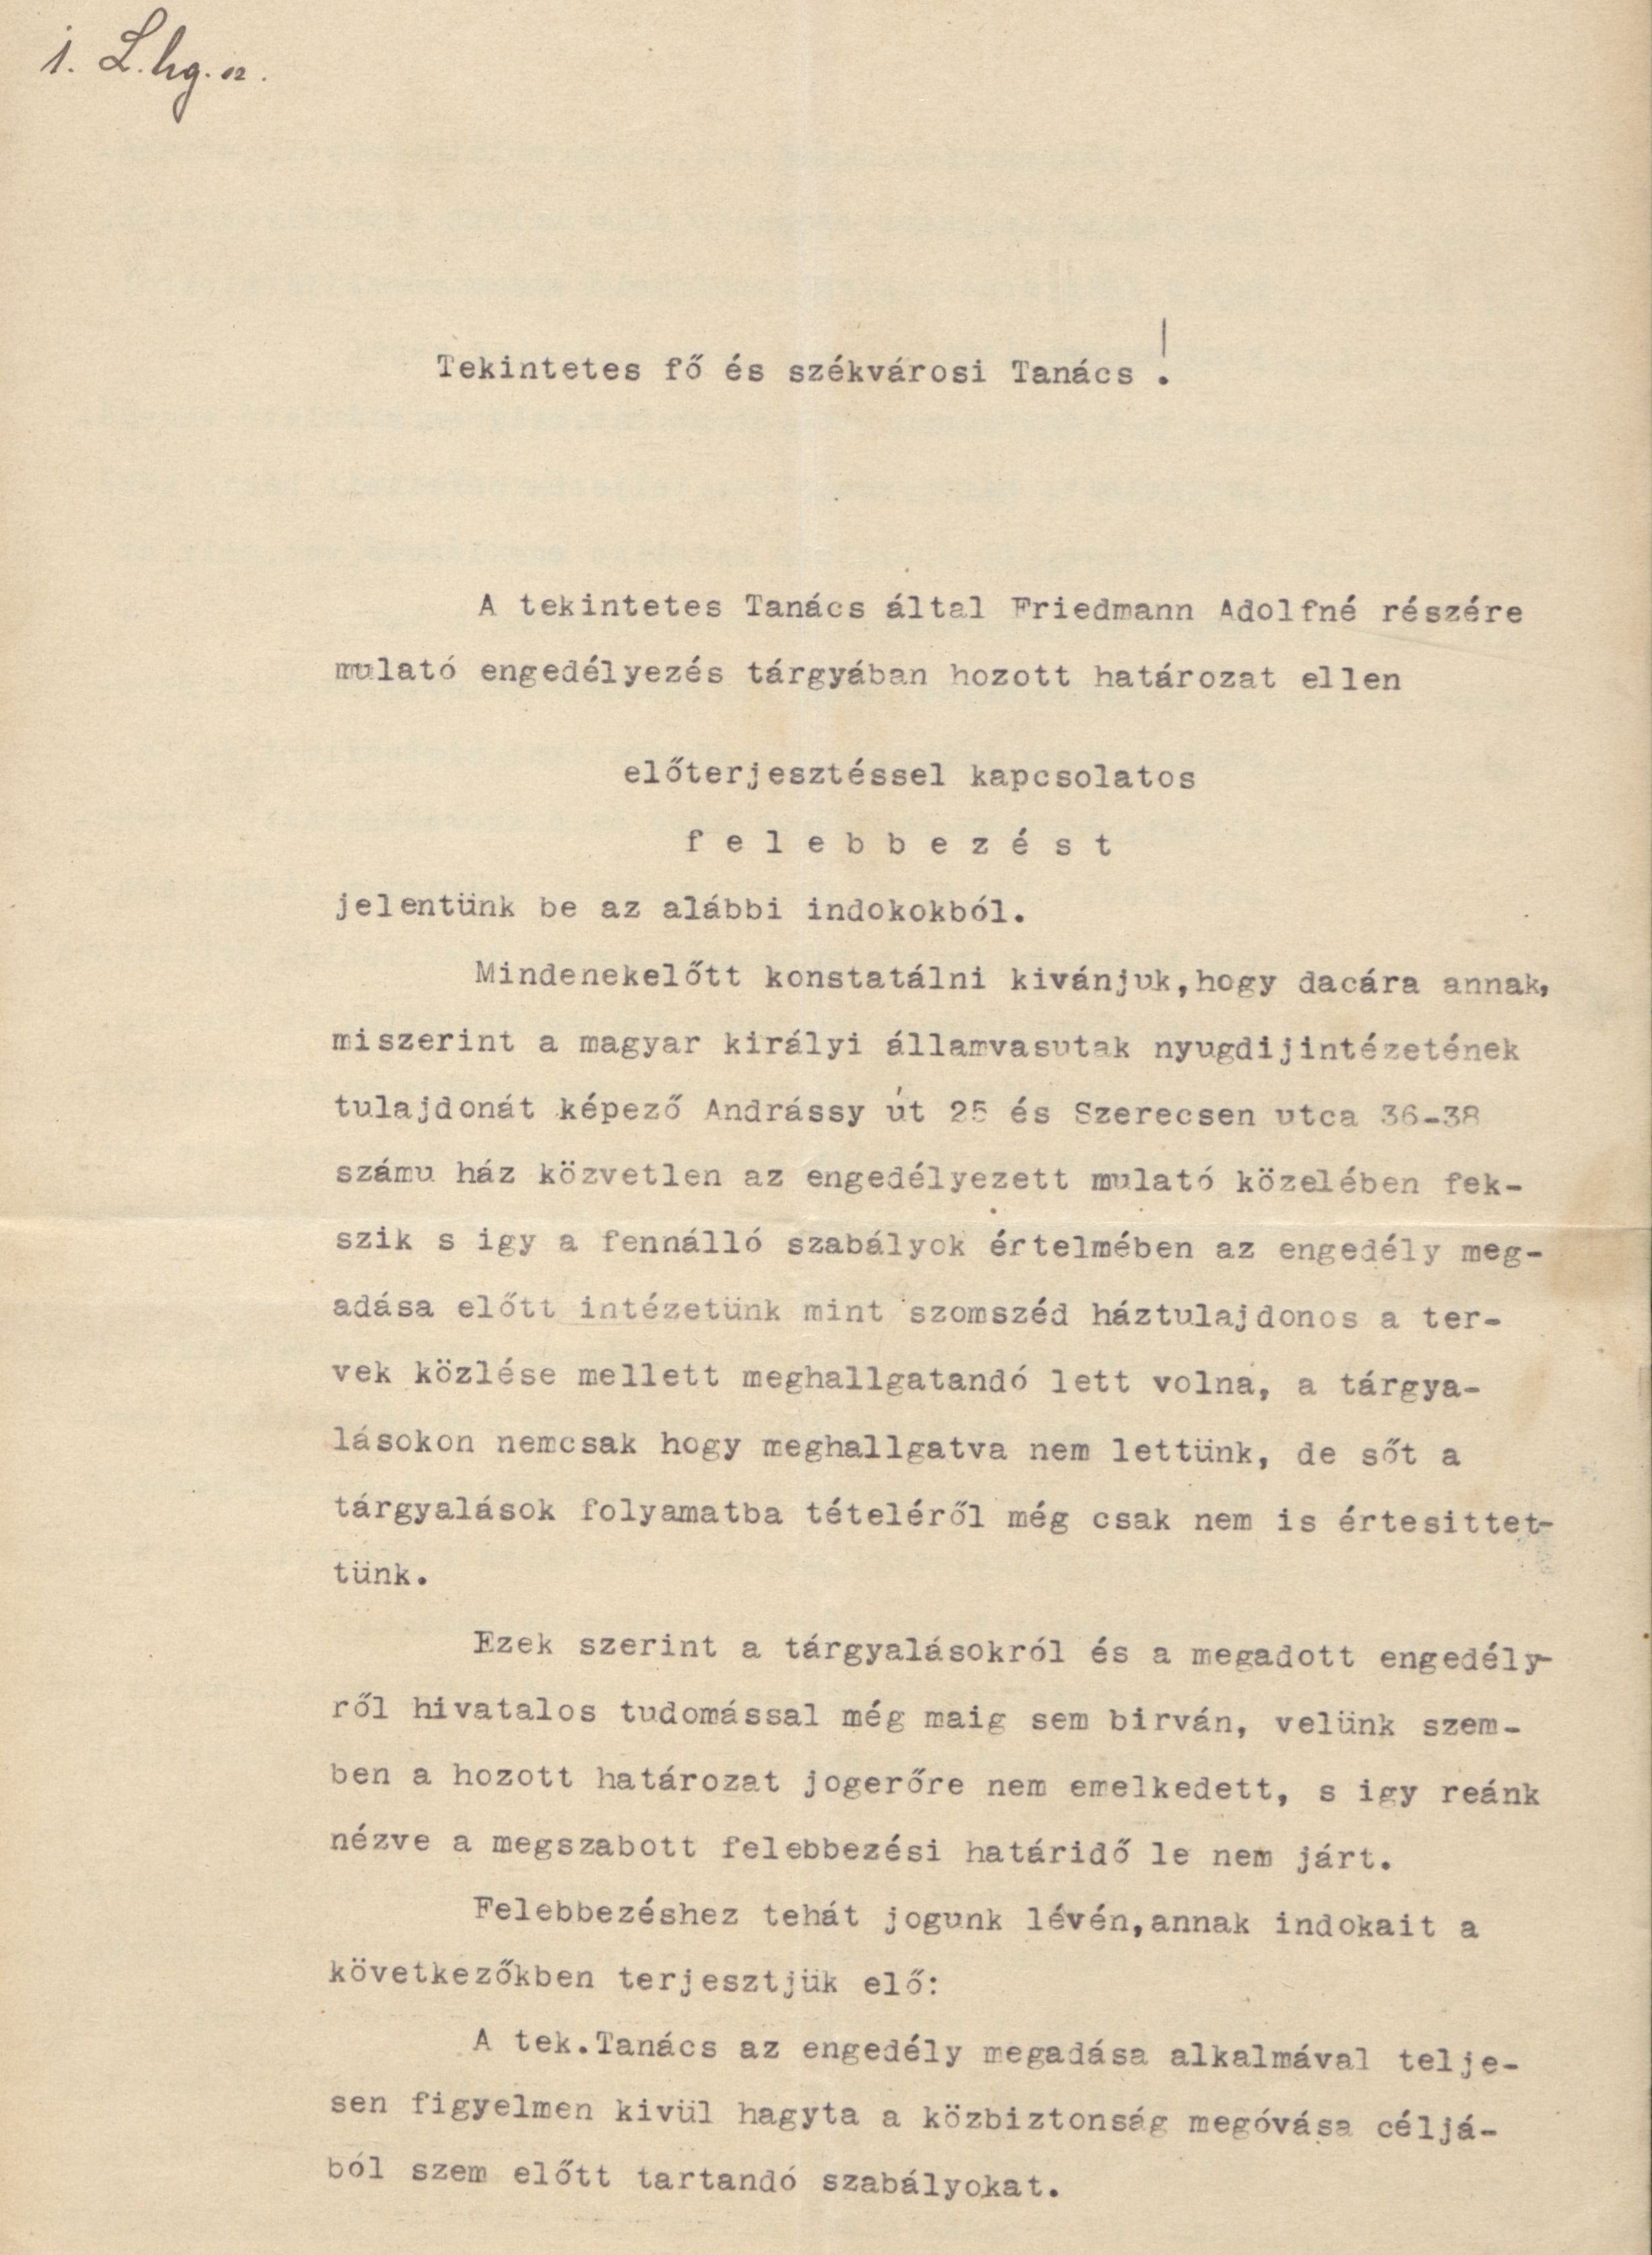 1. L. hg. n.
Tekintetes fő és székvárosi Tanács !
A tekintetes Tanács által Friedmann Adolfné részére
mulató engedélyezés tárgyában hozott határozat ellen
előterjesztéssel kapcsolatos
f e l e b b e z é s t
jelentünk be az alábbi indokokból.
Mindenekelőtt konstatálni kivánjuk,hogy dacára annak,
miszerint a magyar királyi államvasutak nyugdijintézetének
tulajdonát képező Andrássy út 25 és Szerecsen utca 36-38
számu ház közvetlen az engedélyezett mulató közelében fek-
szik s igy a fennálló szabályok értelmében az engedély meg-
adása előtt intézetünk mint szomszéd háztulajdonos a ter-
vek közlése mellett meghallgatandó lett volna, a tárgya-
lásokon nemcsak hogy meghallgatva nem lettünk, de sőt a
tárgyalások folyamatba tételéről még csak nem is értesittet-
tünk.
Ezek szerint a tárgyalásokról és a megadott engedély-
ről hivatalos tudomással még maig sem birván, velünk szem-
ben a hozott határozat jogerőre nem emelkedett, s igy reánk
nézve a megszabott felebbezési határidő le nem járt.
Felebbezéshez tehát jogunk lévén,annak indokait a
következőkben terjesztjük elő:
A tek.Tanács az engedély megadása alkalmával telje-
sen figyelmen kivül hagyta a közbiztonság megóvása céljá-
ból szem előtt tartandó szabályokat.